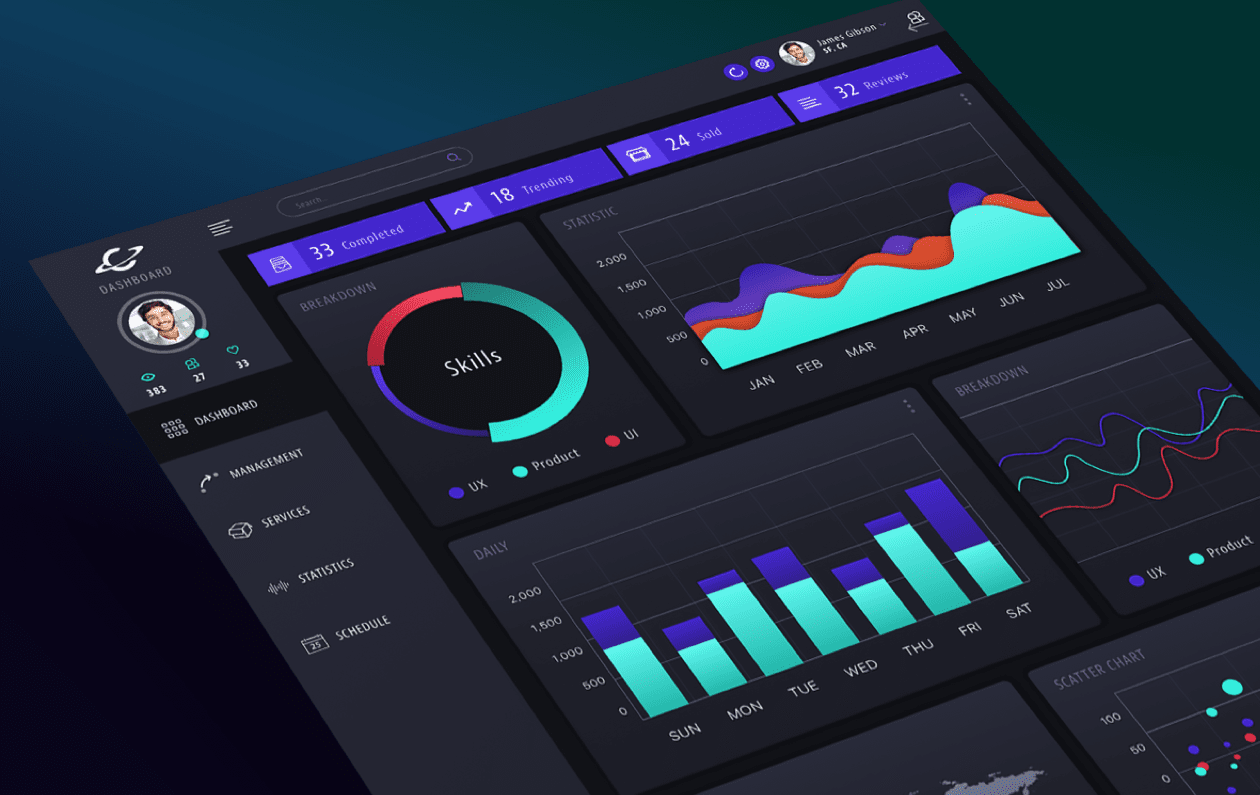 James Gibson
SF, CA
Search...
32 Reviews
24 Sold
18 Trending
33 Completed
DASHBOARD
383
27
33
DASHBOARD
MANAGEMENT
SERVICES
STATISTICS
25
SCHEDULE
BREAKDOWN
Skills
UX
Product
UI
STATISTIC
2,000
1,500
1,000
500
0
JAN
FEB
MAR
APR
MAY
JUN
JUL
DAILY
2,000
1,500
1,000
500
0
SUN
MON
TUE
WED
THU
FRI
SAT
BREAKDOWN
UX
Product
SCATTER CHART
100
50
0